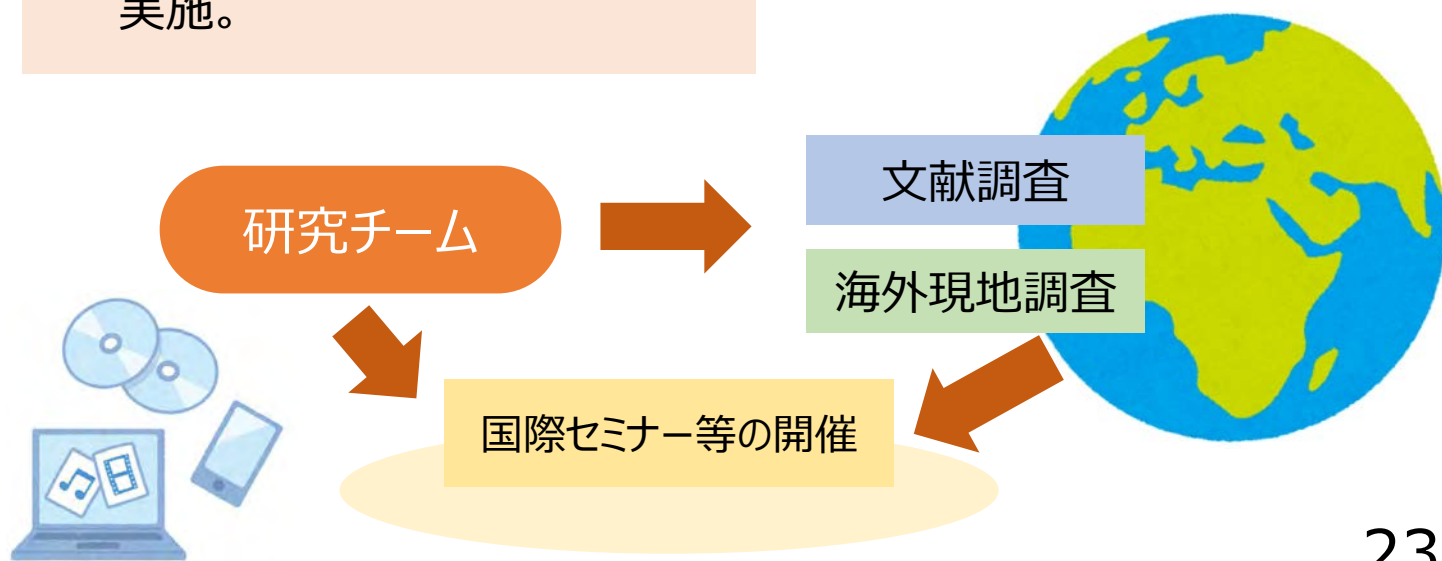 実施。
文献調査
研究チーム
海外現地調査
国際セミナー等の開催
23